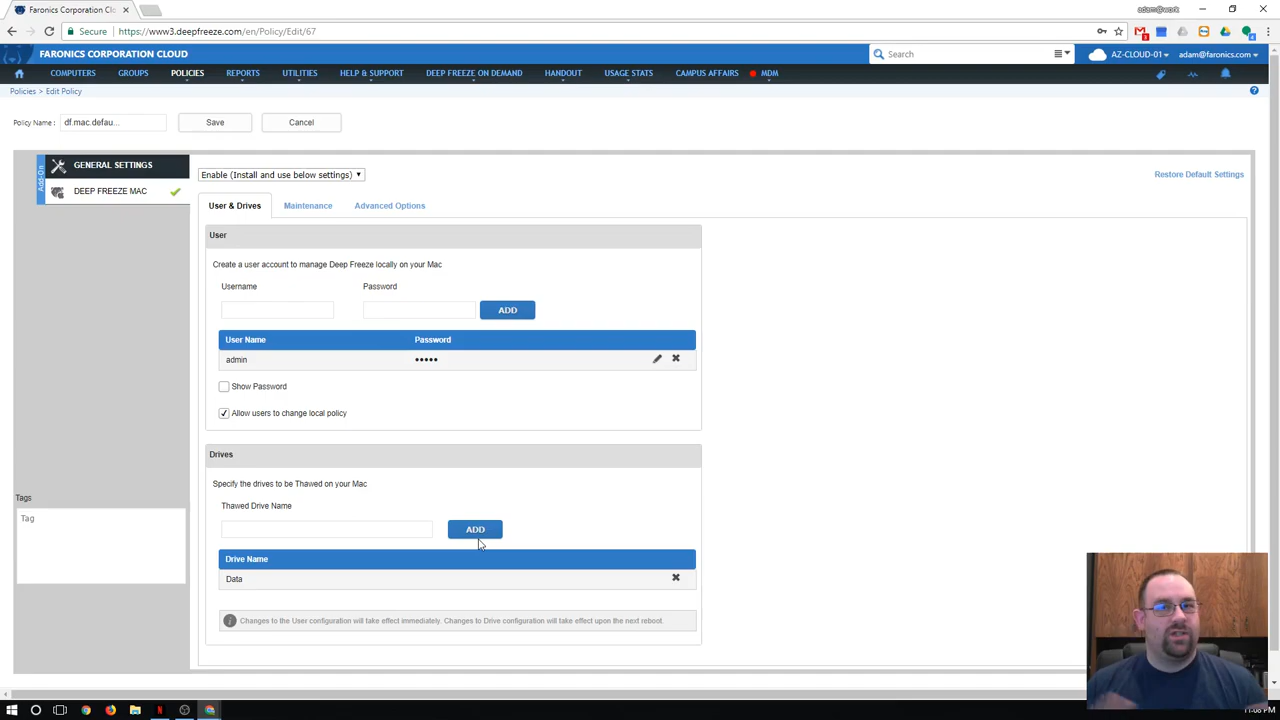 Faronics Corporation Clo
adam@work
Secure
https://www3.deepfreeze.com/en/Policy/Edit/67
FARONICS CORPORATION CLOUD
Search
AZ-CLOUD-01
adam@faronics.com
COMPUTERS
GROUPS
POLICIES
REPORTS
UTILITIES
HELP & SUPPORT
DEEP FREEZE ON DEMAND
HANDOUT
USAGE STATS
CAMPUS AFFAIRS
MDM
Policies > Edit Policy
Policy Name :
df.mac.defau...
Save
Cancel
Add-On
GENERAL SETTINGS
DEEP FREEZE MAC
Enable (Install and use below settings)
Restore Default Settings
User & Drives
Maintenance
Advanced Options
User
Create a user account to manage Deep Freeze locally on your Mac
Username
Password
ADD
User Name
Password
admin
•••••
Show Password
Allow users to change local policy
Drives
Specify the drives to be Thawed on your Mac
Thawed Drive Name
ADD
Drive Name
Data
Changes to the User configuration will take effect immediately. Changes to Drive configuration will take effect upon the next reboot.
Tags
Tag